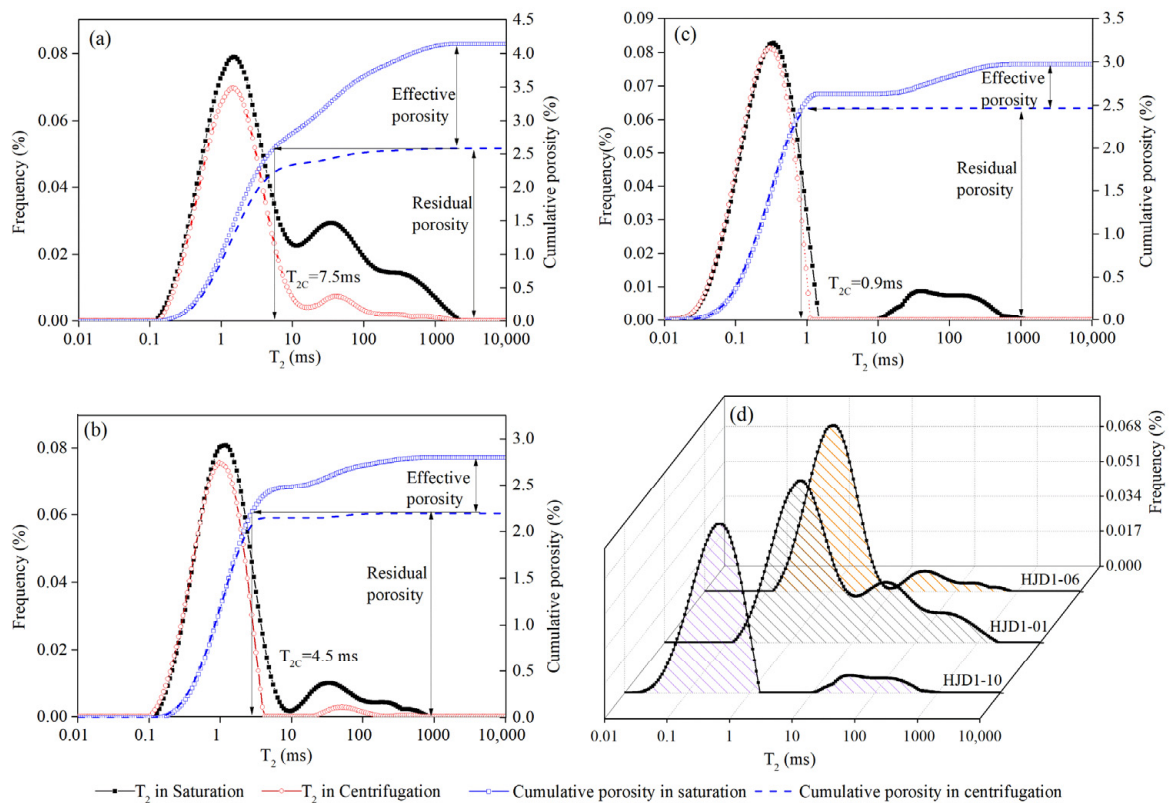 (a)
Frequency (%)
0.08
0.06
0.04
0.02
0.00
4.5
4.0
3.5
3.0
2.5
2.0
1.5
1.0
0.5
0.0
Cumulative porosity (%)
Effective
porosity
Residual
porosity
T2C=7.5ms
0.01 0.1 1 10 100 1000 10,000
T2 (ms)
(c)
Frequency(%)
0.09
0.08
0.07
0.06
0.05
0.04
0.03
0.02
0.01
0.00
3.5
3.0
2.5
2.0
1.5
1.0
0.5
0.0
Cumulative porosity (%)
Effective
porosity
Residual
porosity
T2C=0.9ms
0.01 0.1 1 10 100 1000 10,000
T2 (ms)
(b)
Frequency (%)
0.08
0.06
0.04
0.02
0.00
3.0
2.5
2.0
1.5
1.0
0.5
0.0
Cumulative porosity (%)
Effective
porosity
Residual
porosity
T2C=4.5 ms
0.01 0.1 1 10 100 1000 10,000
T2 (ms)
(d)
0.068
0.051
0.034
0.017
0.000
Frequency (%)
HJD1-06
HJD1-01
HJD1-10
0.01 0.1 1 10 100 1000 10,000
T2 (ms)
T2 in Saturation T2 in Centrifugation Cumulative porosity in saturation Cumulative porosity in centrifugation